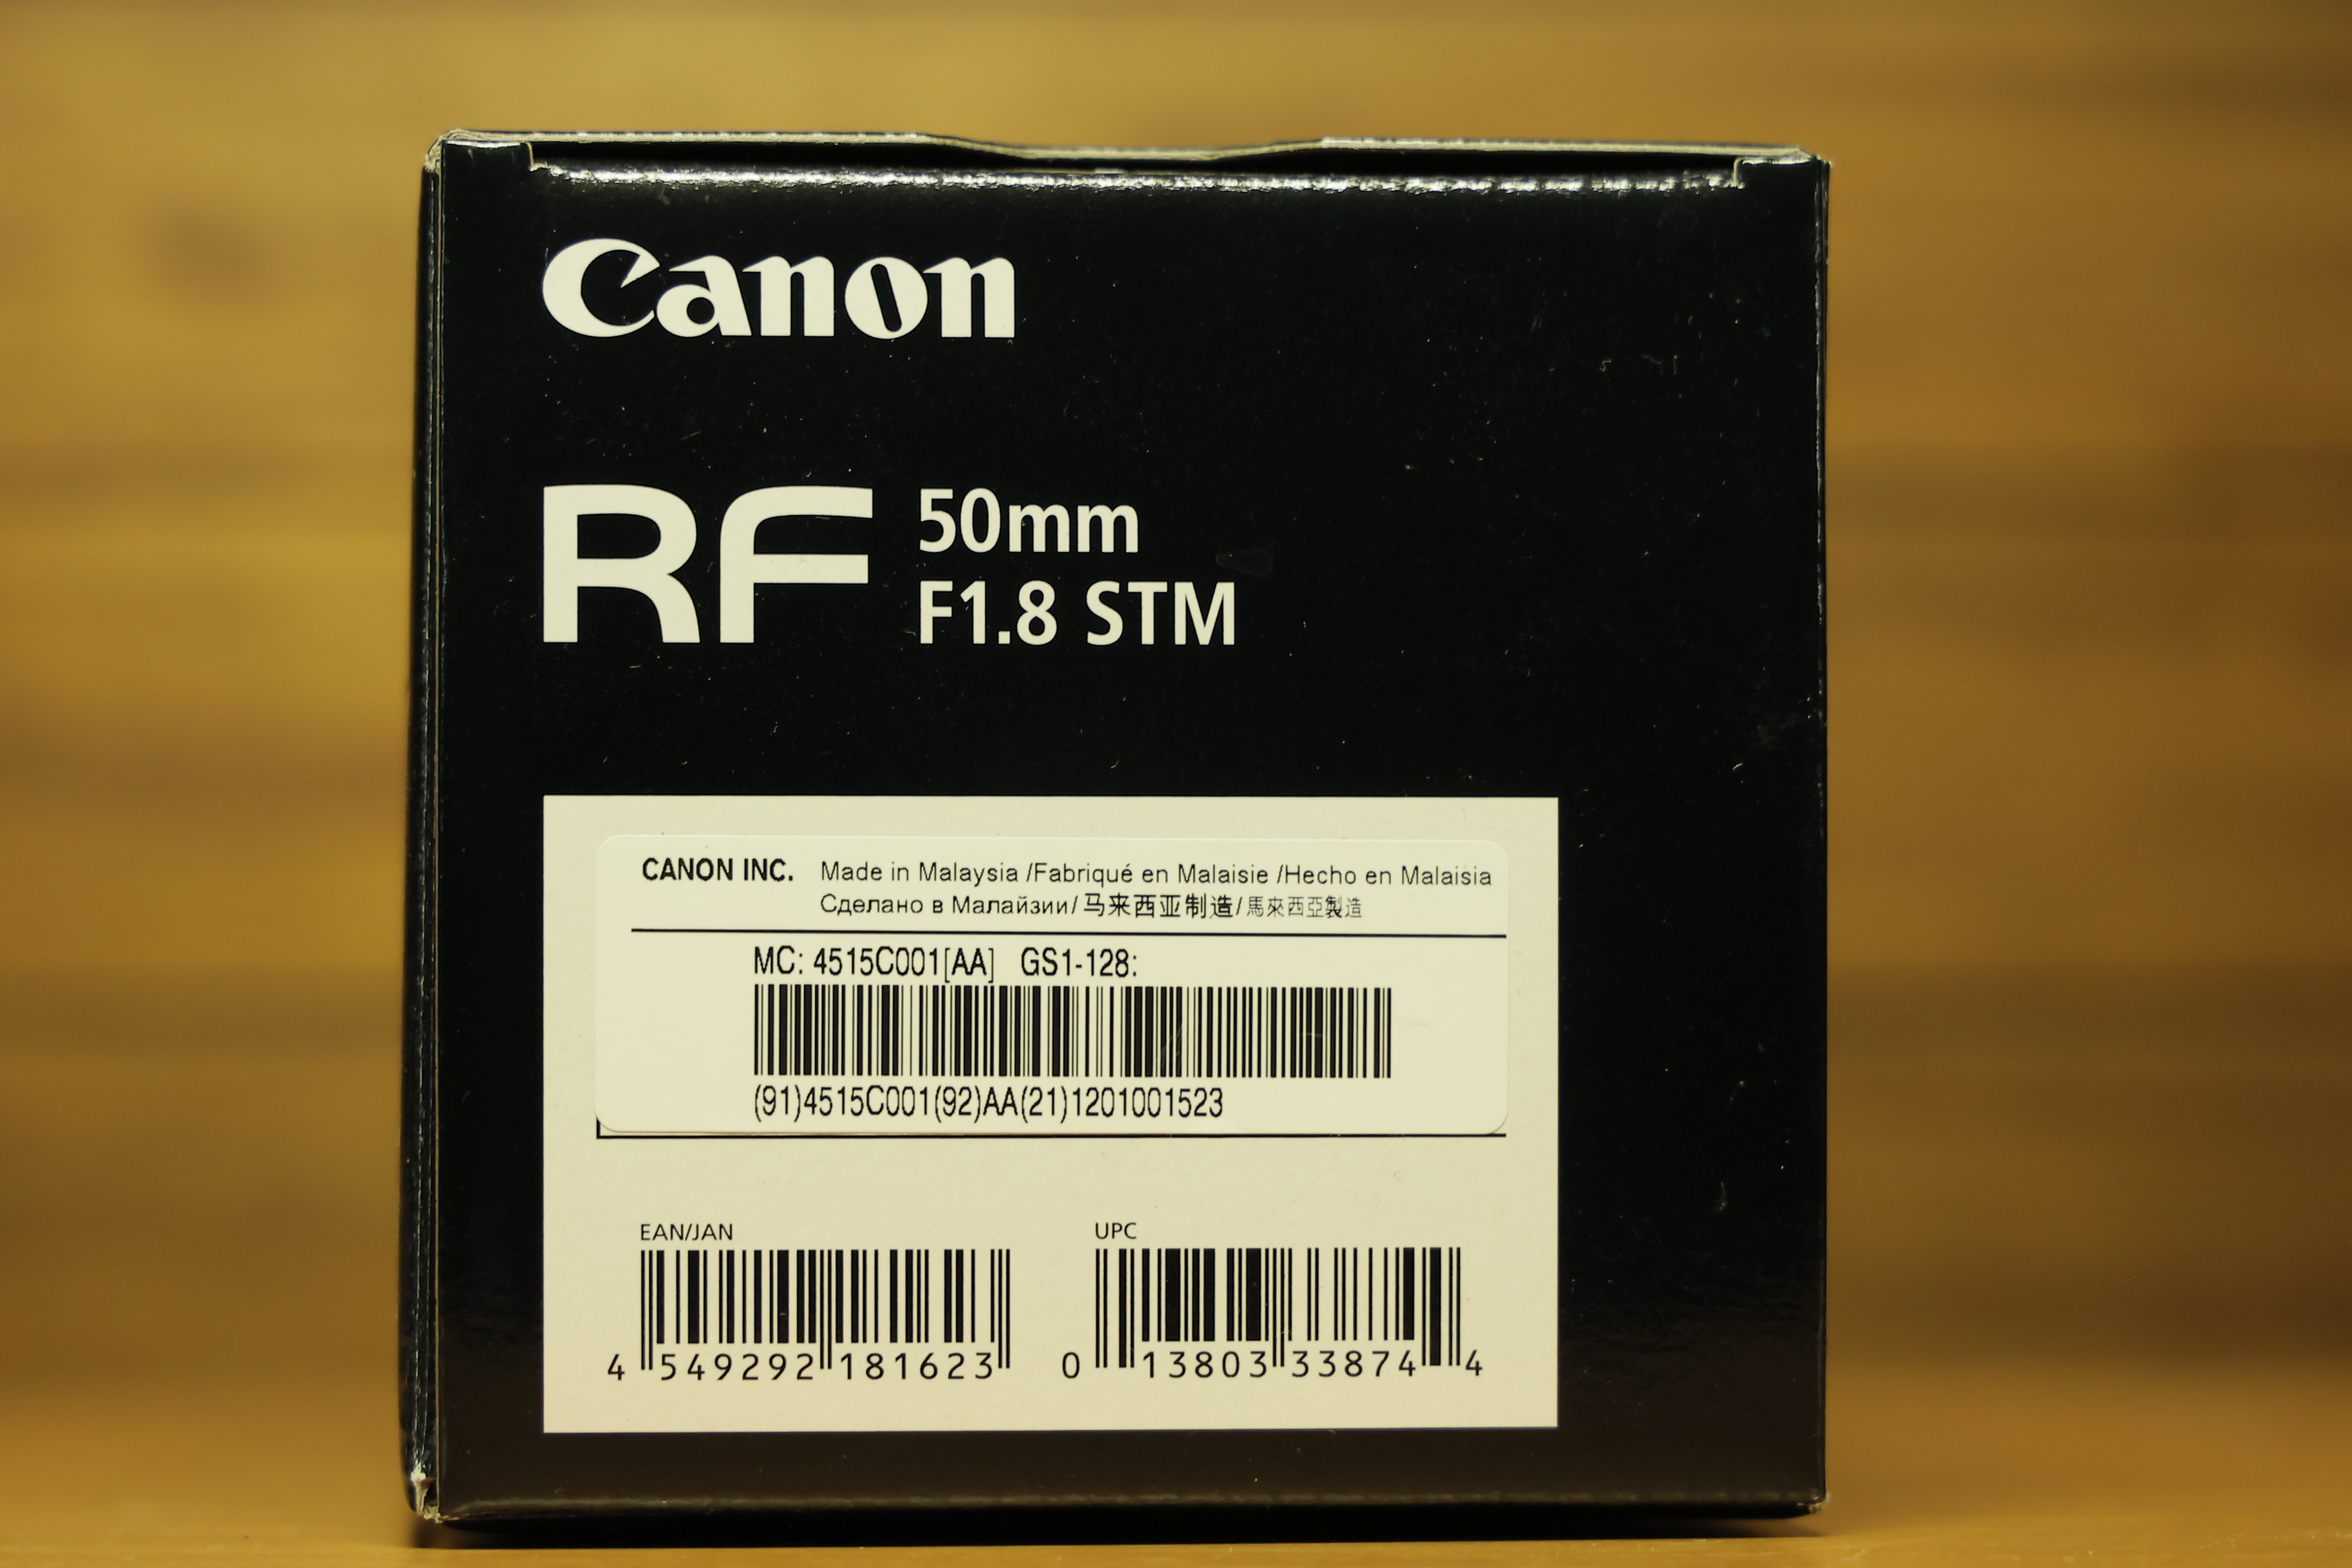 Canon
RF 50mm
F1.8 STM
CANON INC. Made in Malaysia /Fabriqué en Malaisie /Hecho en Malaisia
Сделано в Малайзии/马来西亚制造/馬來西亞製造
MC: 4515C001[AA] GS1-128:
(91)4515C001(92)AA(21)1201001523
EAN/JAN
4 549292 181623
UPC
0 13803 33874 4